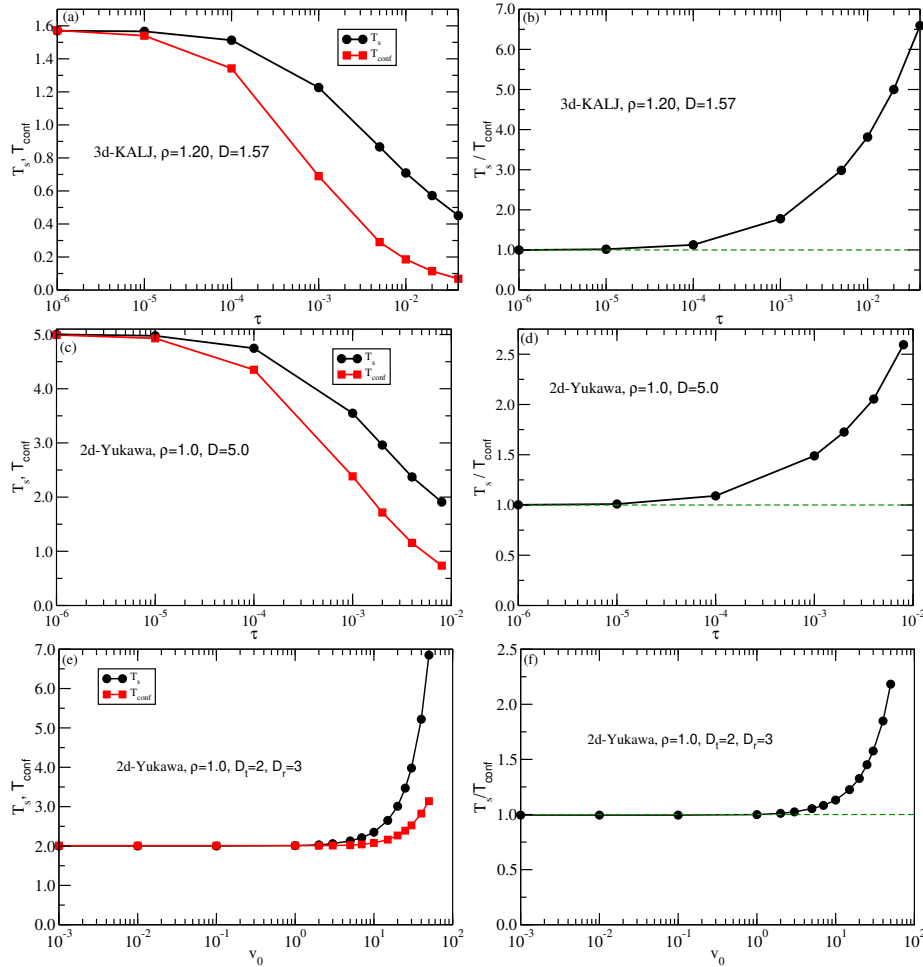 (a)
1.6
1.4
1.2
1.0
0.8
0.6
0.4
0.2
0.0
T_s, T_conf
T_s
T_conf
3d-KALJ, ρ=1.20, D=1.57
10^-6
10^-5
10^-4
10^-3
10^-2
τ
(b)
7.0
6.0
5.0
4.0
3.0
2.0
1.0
0.0
T_s / T_conf
3d-KALJ, ρ=1.20, D=1.57
10^-6
10^-5
10^-4
10^-3
10^-2
τ
(c)
5.0
4.0
3.0
2.0
1.0
0.0
T_s, T_conf
T_s
T_conf
2d-Yukawa, ρ=1.0, D=5.0
10^-6
10^-5
10^-4
10^-3
10^-2
τ
(d)
2.5
2.0
1.5
1.0
0.5
0.0
T_s / T_conf
2d-Yukawa, ρ=1.0, D=5.0
10^-6
10^-5
10^-4
10^-3
10^-2
τ
(e)
7.0
6.0
5.0
4.0
3.0
2.0
1.0
0.0
T_s, T_conf
T_s
T_conf
2d-Yukawa, ρ=1.0, D_t=2, D_r=3
10^-3
10^-2
10^-1
10^0
10^1
10^2
v_0
(f)
2.5
2.0
1.5
1.0
0.5
0.0
T_s/T_conf
2d-Yukawa, ρ=1.0, D_t=2, D_r=3
10^-3
10^-2
10^-1
10^0
10^1
10^2
v_0